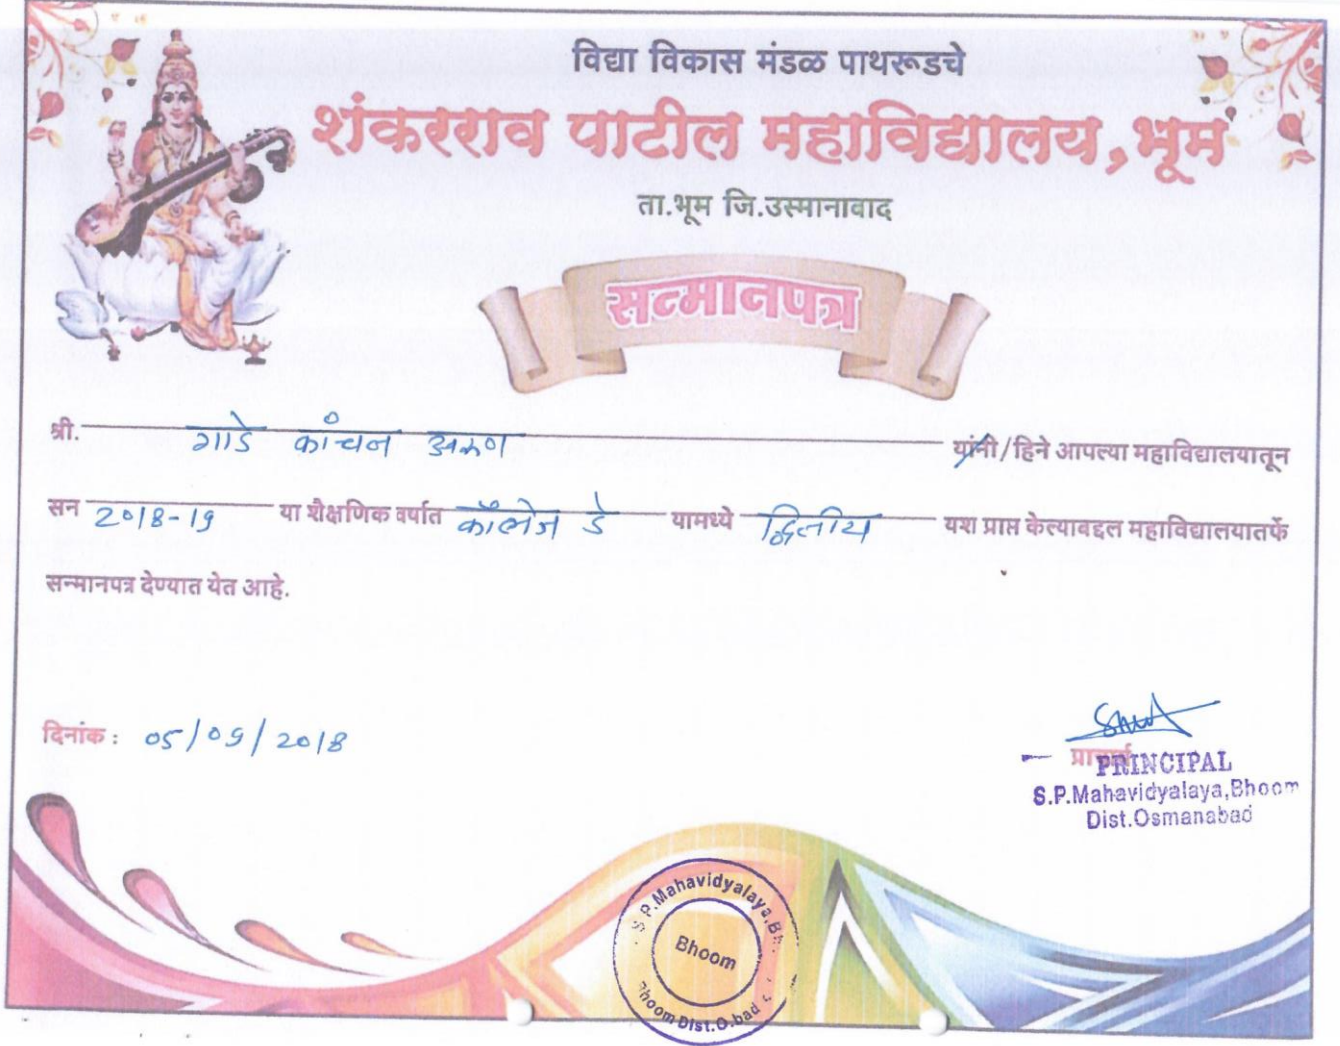 विद्या विकास मंडळ पाथरूडचे
शंकरराव पाटील महाविद्यालय,भूम
ता.भूम जि.उस्मानाबाद
सन्मानपत्र
श्री. गाडे कांचन अरुण यांनी/हिने आपल्या महाविद्यालयातून
सन 2018-19 या शैक्षणिक वर्षात कॉलेज डे यामध्ये द्वितीय यश प्राप्त केल्याबद्दल महाविद्यालयातर्फे
सन्मानपत्र देण्यात येत आहे.
दिनांक : 05/09/2018
PRINCIPAL
S.P.Mahavidyalaya,Bhoom
Dist.Osmanabad
S.P.Mahavidyalaya,
Bhoom
Bhoom Dist.O.bad